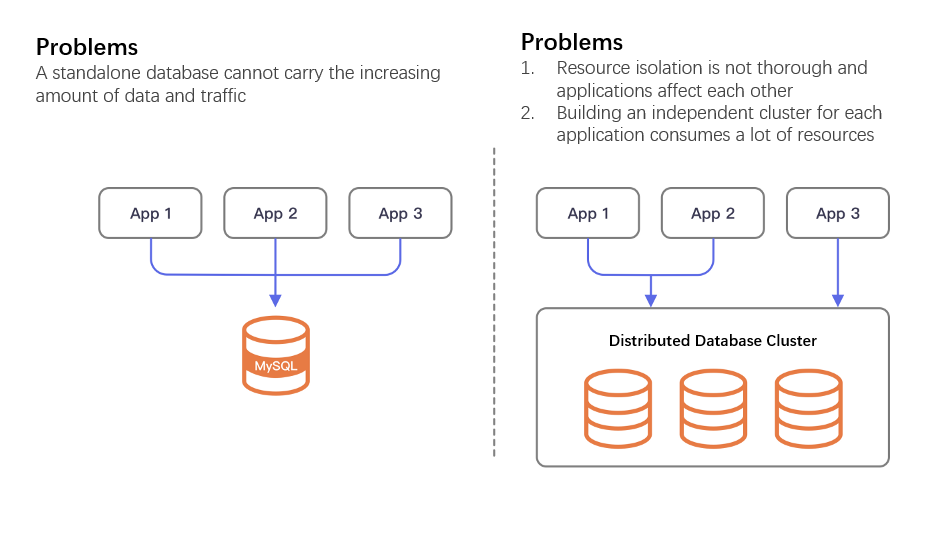 Problems
A standalone database cannot carry the increasing
amount of data and traffic
App 1
App 2
App 3
MySQL
Problems
1. Resource isolation is not thorough and
applications affect each other
2. Building an independent cluster for each
application consumes a lot of resources
App 1
App 2
App 3
Distributed Database Cluster